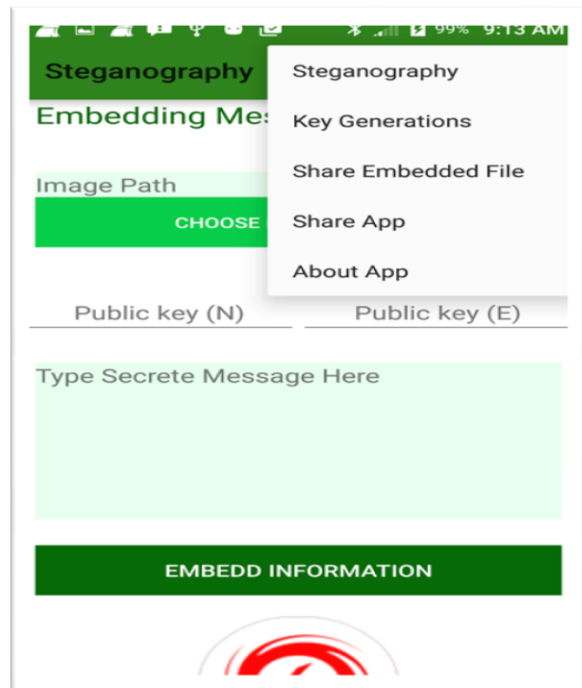 99% 9:13 AM
Steganography
Steganography
Key Generations
Share Embedded File
Share App
About App
Embedding Mes
Image Path
CHOOSE
Public key (N) Public key (E)
Type Secrete Message Here
EMBEDD INFORMATION